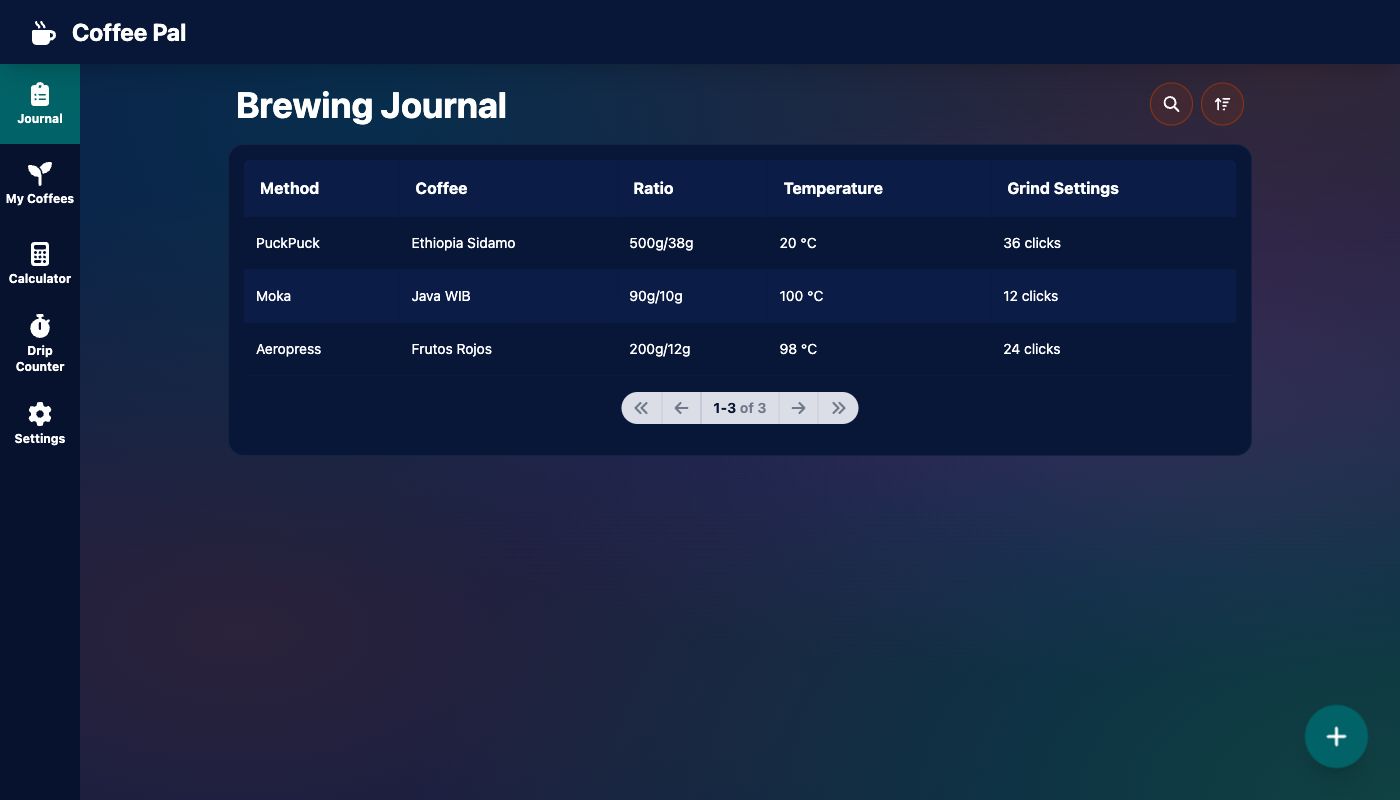 Coffee Pal
Journal
My Coffees
Calculator
Drip
Counter
Settings
Brewing Journal
Method Coffee Ratio Temperature Grind Settings
PuckPuck Ethiopia Sidamo 500g/38g 20 °C 36 clicks
Moka Java WIB 90g/10g 100 °C 12 clicks
Aeropress Frutos Rojos 200g/12g 98 °C 24 clicks
1-3 of 3